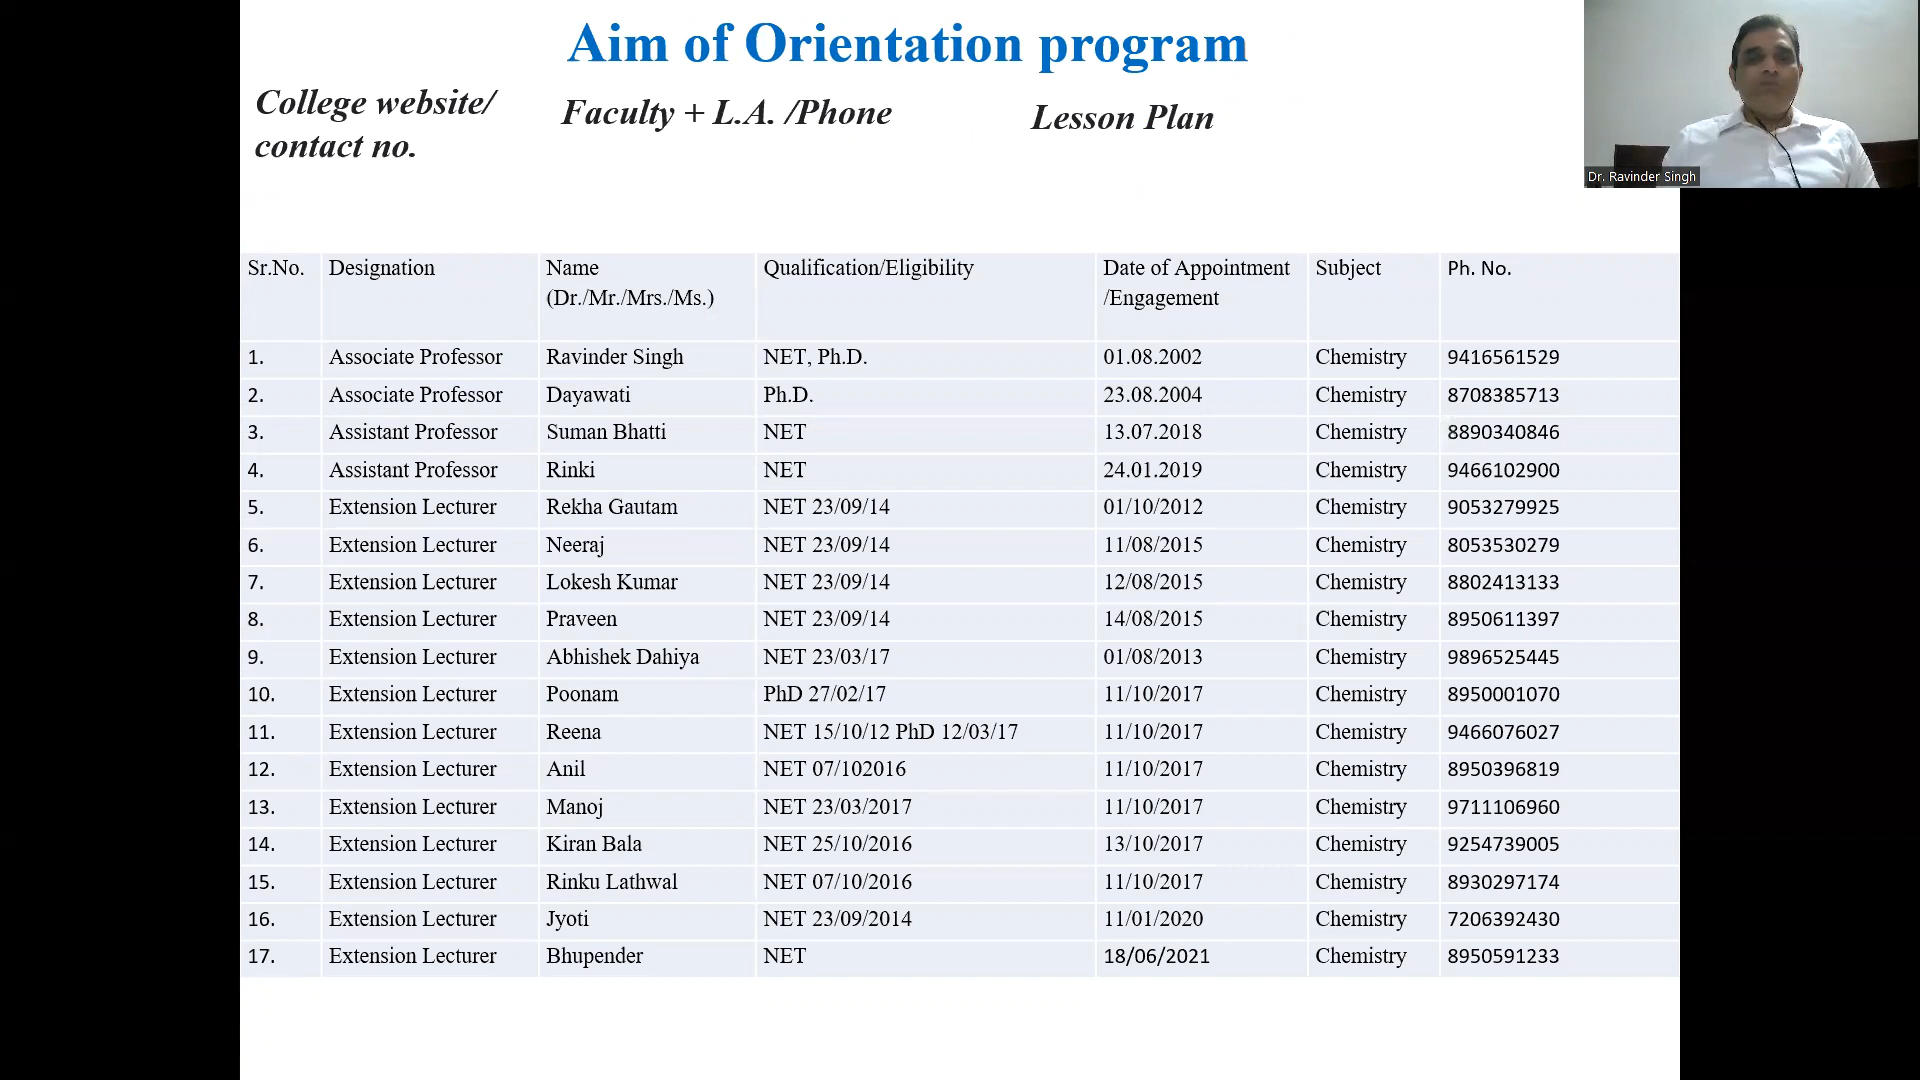 Aim of Orientation program
College website/
contact no.
Faculty + L.A. /Phone
Lesson Plan
Dr. Ravinder Singh
Sr.No. Designation Name Qualification/Eligibility Date of Appointment Subject Ph. No.
(Dr./Mr./Mrs./Ms.) /Engagement
1. Associate Professor Ravinder Singh NET, Ph.D. 01.08.2002 Chemistry 9416561529
2. Associate Professor Dayawati Ph.D. 23.08.2004 Chemistry 8708385713
3. Assistant Professor Suman Bhatti NET 13.07.2018 Chemistry 8890340846
4. Assistant Professor Rinki NET 24.01.2019 Chemistry 9466102900
5. Extension Lecturer Rekha Gautam NET 23/09/14 01/10/2012 Chemistry 9053279925
6. Extension Lecturer Neeraj NET 23/09/14 11/08/2015 Chemistry 8053530279
7. Extension Lecturer Lokesh Kumar NET 23/09/14 12/08/2015 Chemistry 8802413133
8. Extension Lecturer Praveen NET 23/09/14 14/08/2015 Chemistry 8950611397
9. Extension Lecturer Abhishek Dahiya NET 23/03/17 01/08/2013 Chemistry 9896525445
10. Extension Lecturer Poonam PhD 27/02/17 11/10/2017 Chemistry 8950001070
11. Extension Lecturer Reena NET 15/10/12 PhD 12/03/17 11/10/2017 Chemistry 9466076027
12. Extension Lecturer Anil NET 07/102016 11/10/2017 Chemistry 8950396819
13. Extension Lecturer Manoj NET 23/03/2017 11/10/2017 Chemistry 9711106960
14. Extension Lecturer Kiran Bala NET 25/10/2016 13/10/2017 Chemistry 9254739005
15. Extension Lecturer Rinku Lathwal NET 07/10/2016 11/10/2017 Chemistry 8930297174
16. Extension Lecturer Jyoti NET 23/09/2014 11/01/2020 Chemistry 7206392430
17. Extension Lecturer Bhupender NET 18/06/2021 Chemistry 8950591233